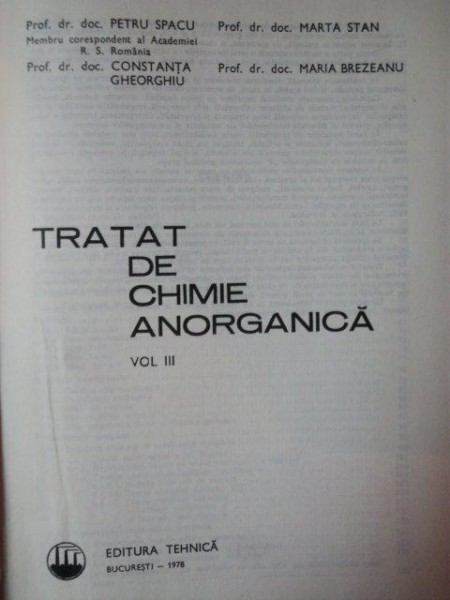 Prof. dr. doc. PETRU SPACU
Membru corespondent al Academiei
R. S. România
Prof. dr. doc. MARTA STAN
Prof. dr. doc. CONSTANȚA
GHEORGHIU
Prof. dr. doc. MARIA BREZEANU
TRATAT
DE
CHIMIE
ANORGANICĂ
VOL III
EDITURA TEHNICĂ
BUCUREȘTI — 1978